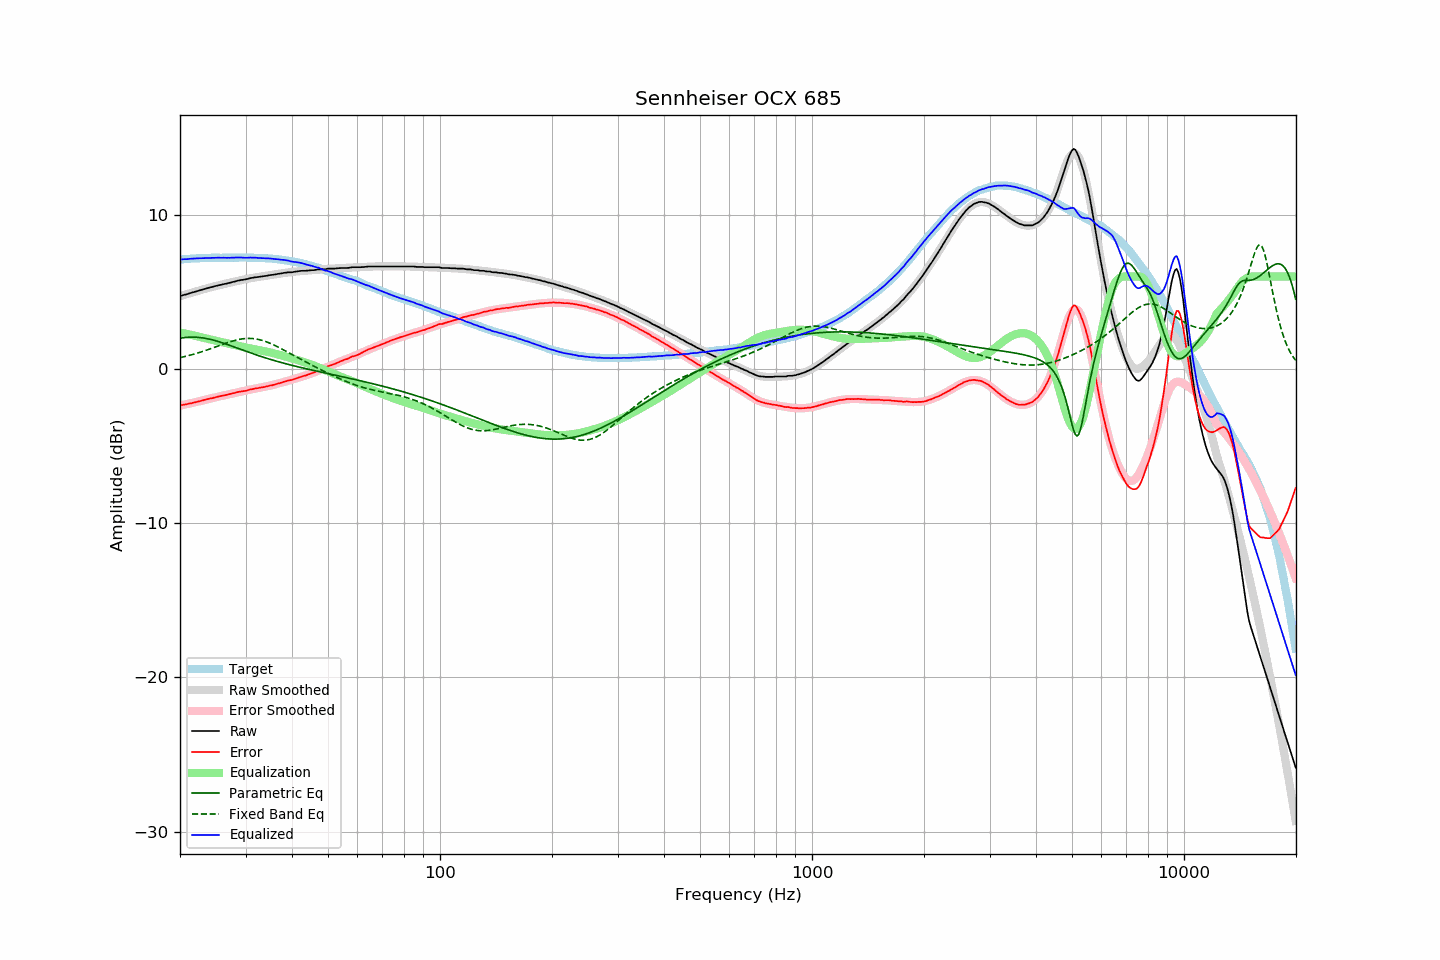 Sennheiser OCX 685
Amplitude (dBr)
10
0
−10
−20
−30
Target
Raw Smoothed
Error Smoothed
Raw
Error
Equalization
Parametric Eq
Fixed Band Eq
Equalized
100
1000
10000
Frequency (Hz)